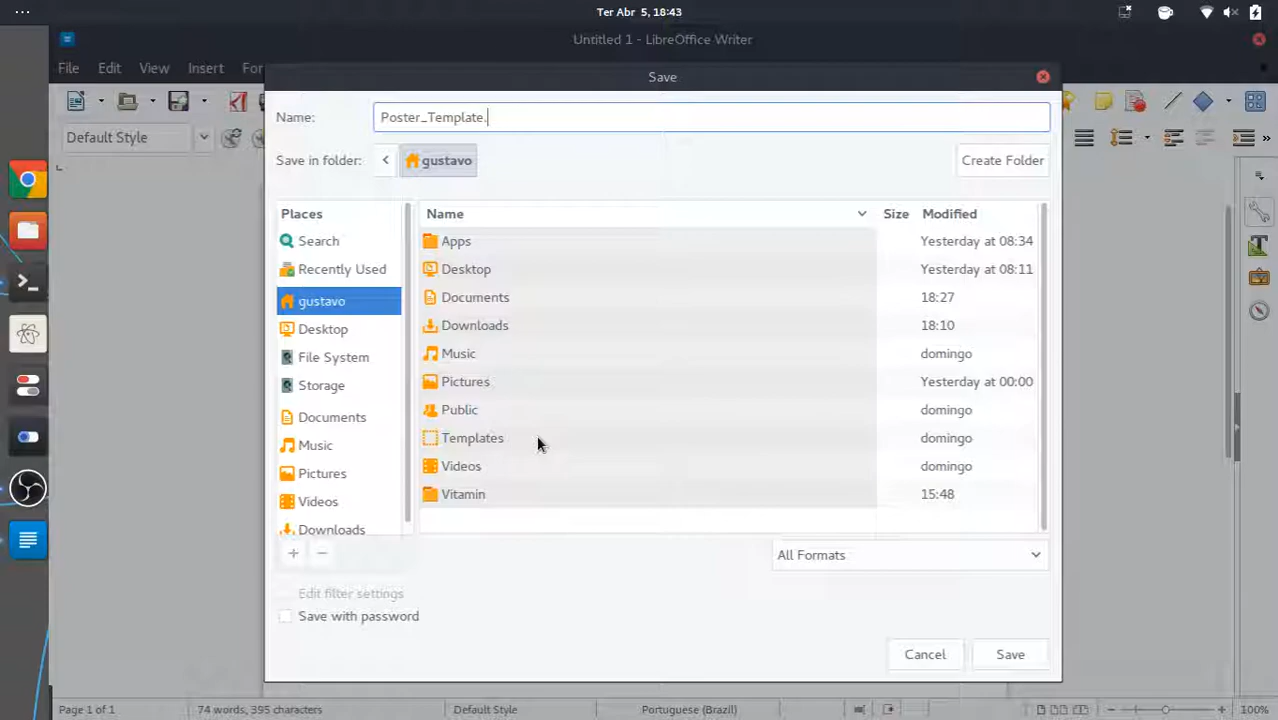 Ter Abr 5, 18:43
Untitled 1 - LibreOffice Writer
File Edit View Insert For
Save
Name: Poster_Template.
Default Style
Save in folder: gustavo Create Folder
Places Name Size Modified
Search Apps Yesterday at 08:34
Recently Used Desktop Yesterday at 08:11
gustavo Documents 18:27
Desktop Downloads 18:10
File System Music domingo
Storage Pictures Yesterday at 00:00
Documents Public domingo
Music Templates domingo
Pictures Videos domingo
Videos Vitamin 15:48
Downloads
All Formats
Edit filter settings
Save with password
Cancel Save
Page 1 of 1 74 words, 395 characters Default Style Portuguese (Brazil) 100%